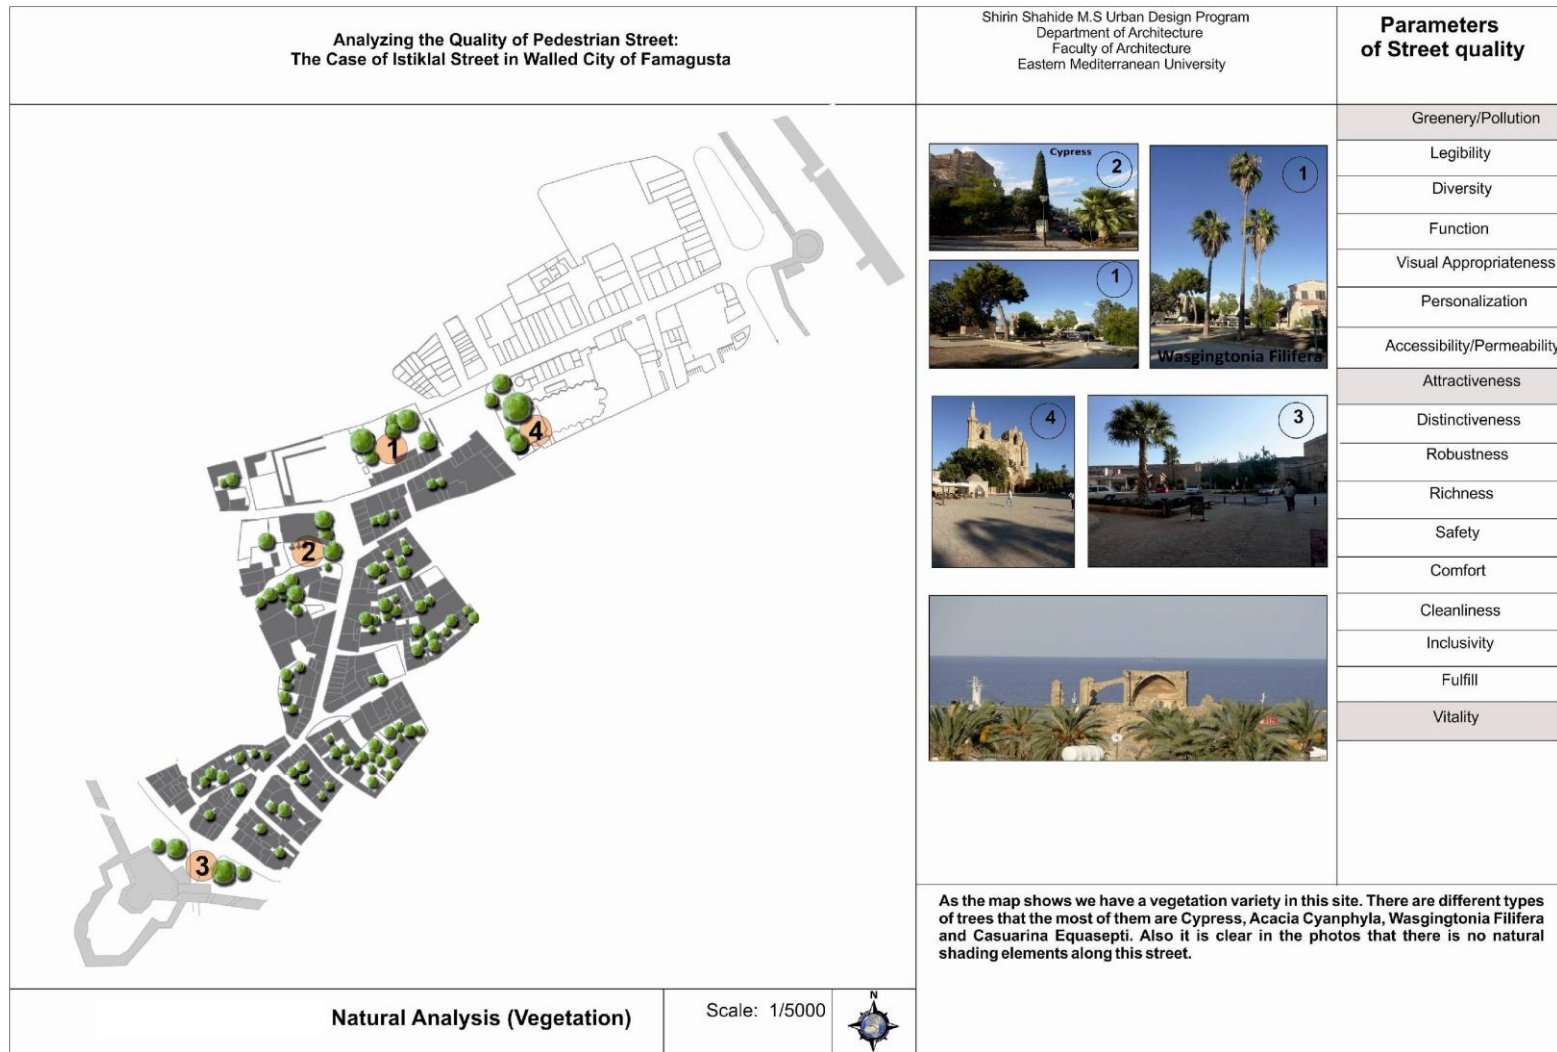 Analyzing the Quality of Pedestrian Street:
The Case of Istiklal Street in Walled City of Famagusta
Shirin Shahide M.S Urban Design Program
Department of Architecture
Faculty of Architecture
Eastern Mediterranean University
Parameters
of Street quality
1
2
3
4
Cypress
2
1
1
Wasgingtonia Filifera
4
3
Greenery/Pollution
Legibility
Diversity
Function
Visual Appropriateness
Personalization
Accessibility/Permeability
Attractiveness
Distinctiveness
Robustness
Richness
Safety
Comfort
Cleanliness
Inclusivity
Fulfill
Vitality
As the map shows we have a vegetation variety in this site. There are different types
of trees that the most of them are Cypress, Acacia Cyanphyla, Wasgingtonia Filifera
and Casuarina Equasepti. Also it is clear in the photos that there is no natural
shading elements along this street.
Natural Analysis (Vegetation)
Scale: 1/5000
N